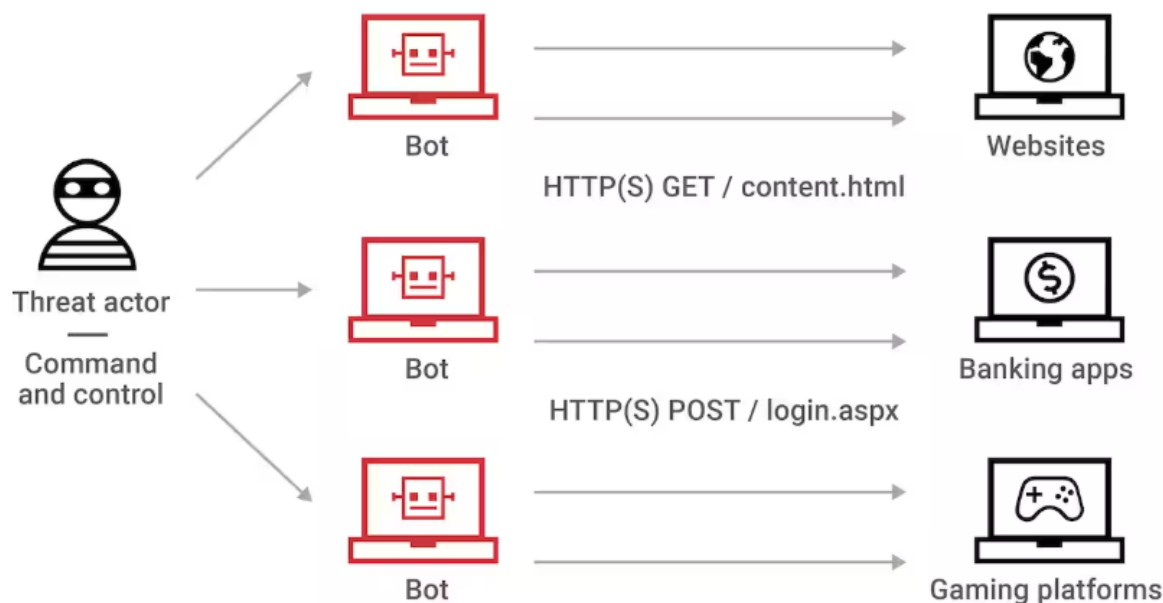 Bot
Websites
HTTP(S) GET / content.html
Threat actor
Command
and control
Bot
Banking apps
HTTP(S) POST / login.aspx
Bot
Gaming platforms